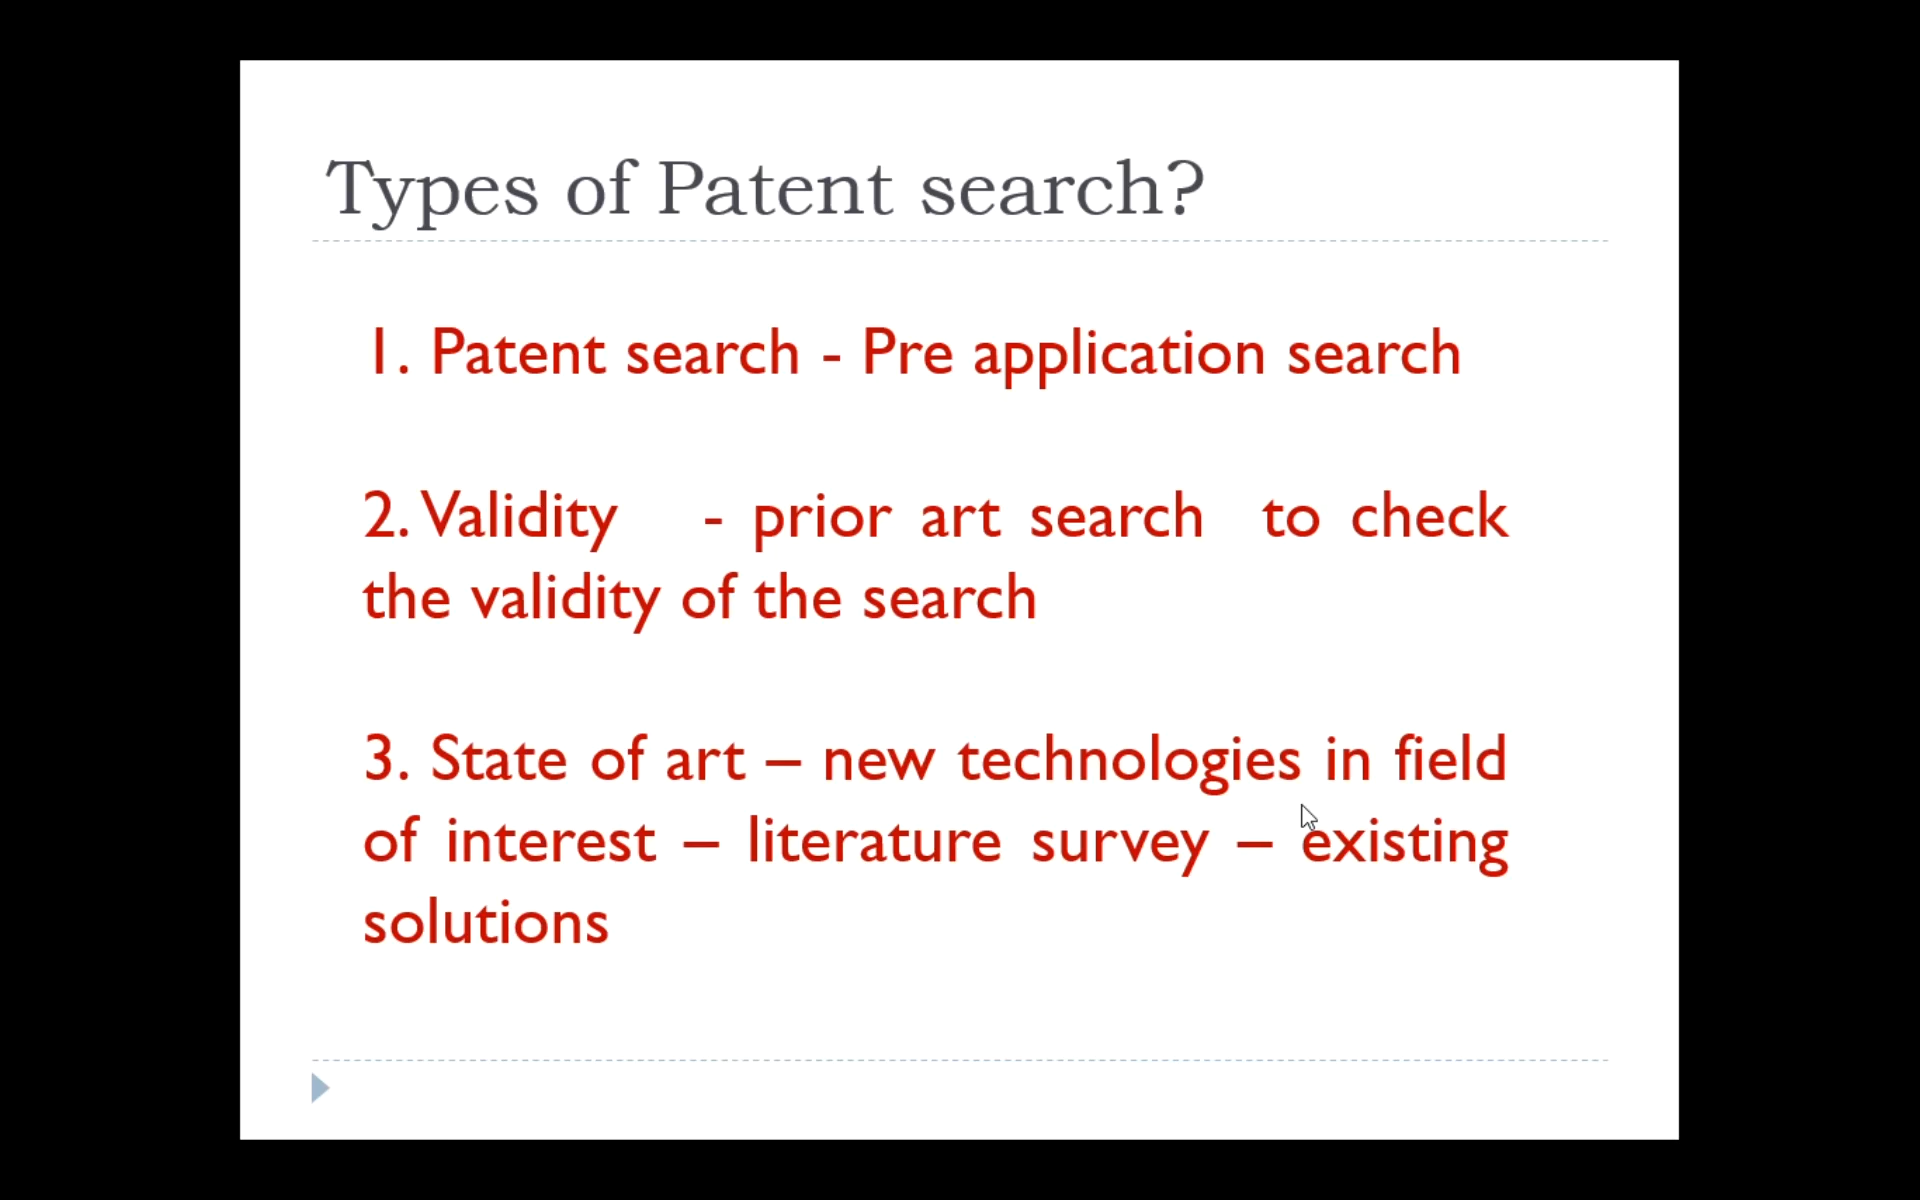 Types of Patent search?
1. Patent search - Pre application search
2. Validity - prior art search to check
the validity of the search
3. State of art – new technologies in field
of interest – literature survey – existing
solutions